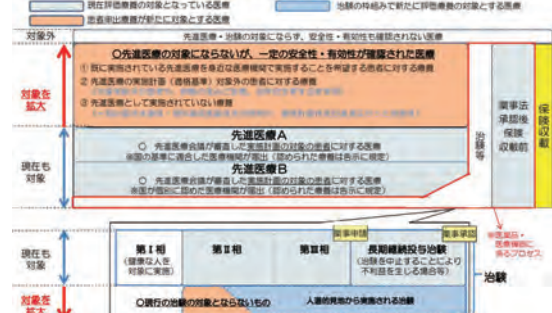 現在評価療養の対象となっている医療
治験の枠組みで新たに評価療養の対象とする医療
患者申出療養が新たに対象とする医療
対象外
先進医療・治験の対象にならず、安全性・有効性も確認されない医療
対象を
拡大
〇先進医療の対象にならないが、一定の安全性・有効性が確認された医療
① 既に実施されている先進医療を身近な医療機関で実施することを希望する患者に対する療養
② 先進医療の実施計画（適格基準）対象外の患者に対する療養
③ 先進医療として実施されていない療養
現在も
対象
先進医療A
〇 先進医療会議が審査した実施計画の対象の患者に対する医療
※国の基準に適合した医療機関が届出（認められた療養は告示に規定）
先進医療B
〇 先進医療会議が審査した実施計画の対象の患者に対する医療
※国が個別に認めた医療機関が届出（認められた療養は告示に規定）
治験等
薬事法
承認後
保険
収載前
保険収載
※医薬品・
医療機器に
係るプロセス
薬事申請
薬事承認
現在も
対象
第Ⅰ相
（健康な人を
対象に実施）
第Ⅱ相
第Ⅲ相
長期継続投与治験
（治験を中止することにより
不利益を生じる場合等）
治験
対象を
拡大
〇現行の治験の対象とならないもの
人道的見地から実施される治験